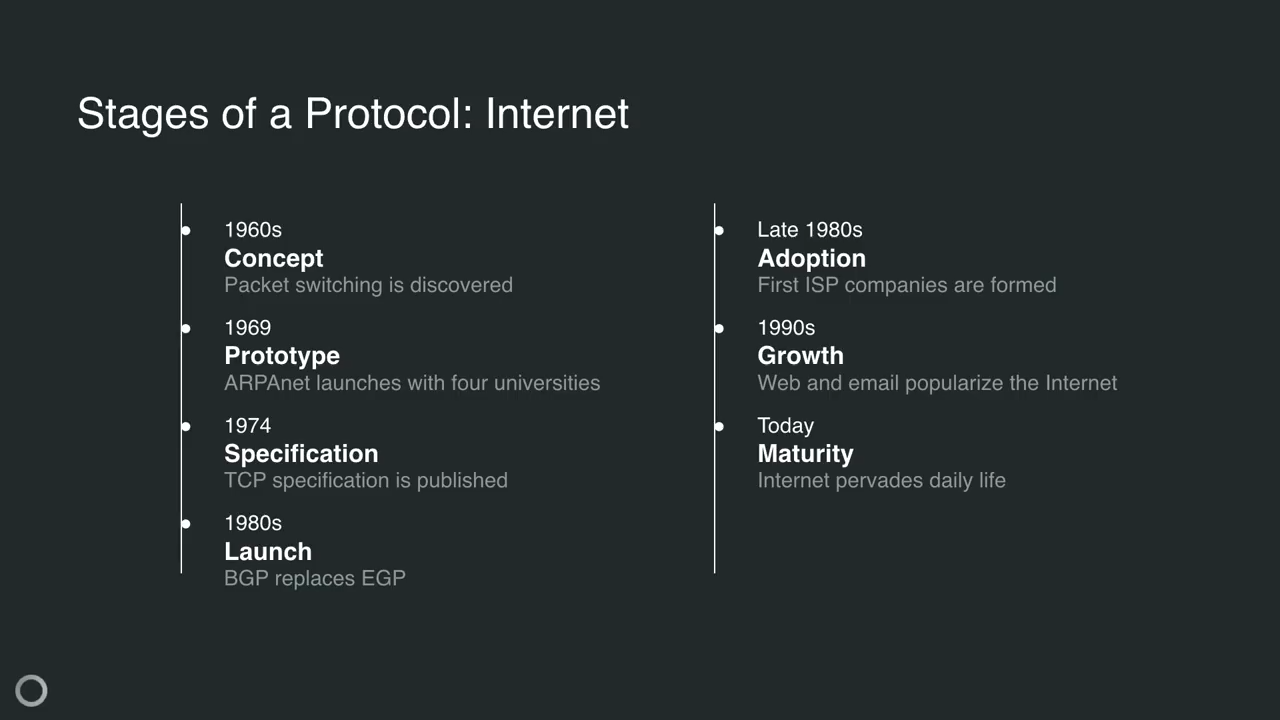 Stages of a Protocol: Internet
1960s
Concept
Packet switching is discovered
1969
Prototype
ARPAnet launches with four universities
1974
Specification
TCP specification is published
1980s
Launch
BGP replaces EGP
Late 1980s
Adoption
First ISP companies are formed
1990s
Growth
Web and email popularize the Internet
Today
Maturity
Internet pervades daily life